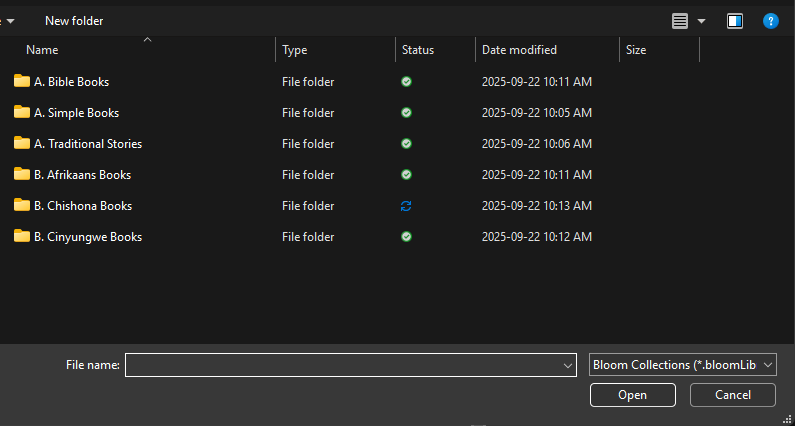 New folder ?
Name Type Status Date modified Size
A. Bible Books File folder 2025-09-22 10:11 AM
A. Simple Books File folder 2025-09-22 10:05 AM
A. Traditional Stories File folder 2025-09-22 10:06 AM
B. Afrikaans Books File folder 2025-09-22 10:11 AM
B. Chishona Books File folder 2025-09-22 10:13 AM
B. Cinyungwe Books File folder 2025-09-22 10:12 AM
File name: Bloom Collections (*.bloomLib
Open Cancel